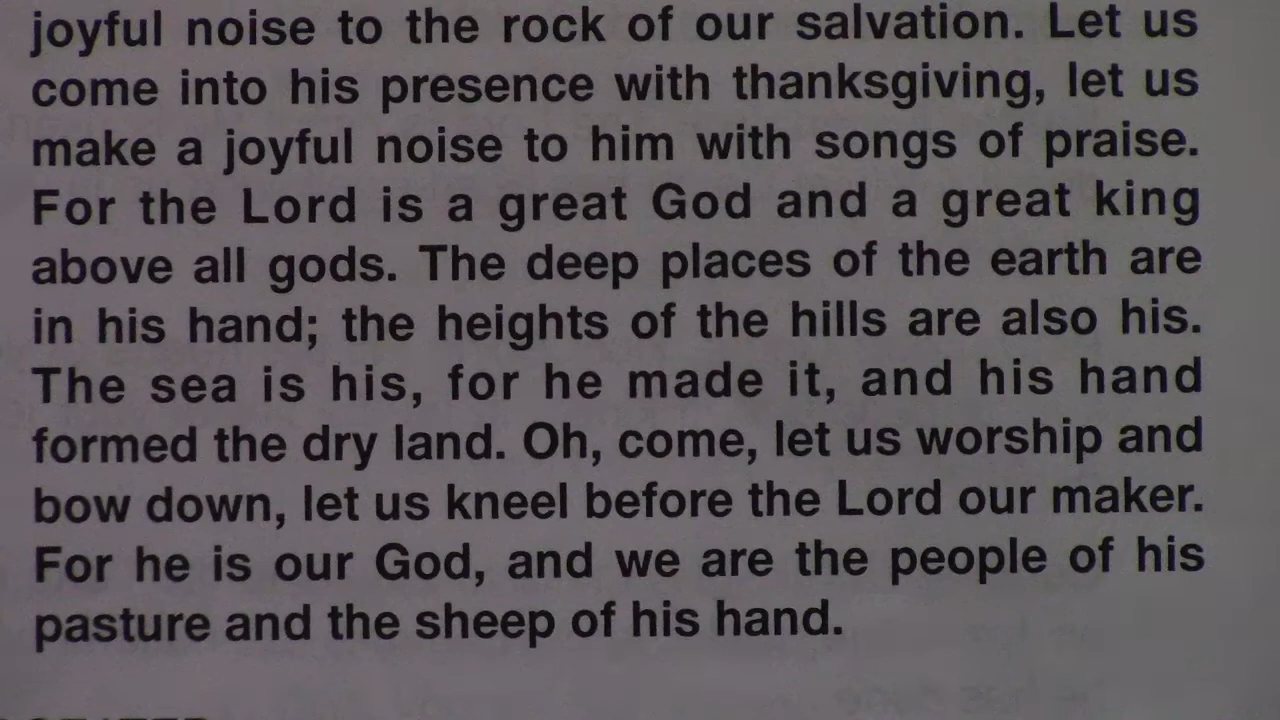 joyful noise to the rock of our salvation. Let us
come into his presence with thanksgiving, let us
make a joyful noise to him with songs of praise.
For the Lord is a great God and a great king
above all gods. The deep places of the earth are
in his hand; the heights of the hills are also his.
The sea is his, for he made it, and his hand
formed the dry land. Oh, come, let us worship and
bow down, let us kneel before the Lord our maker.
For he is our God, and we are the people of his
pasture and the sheep of his hand.